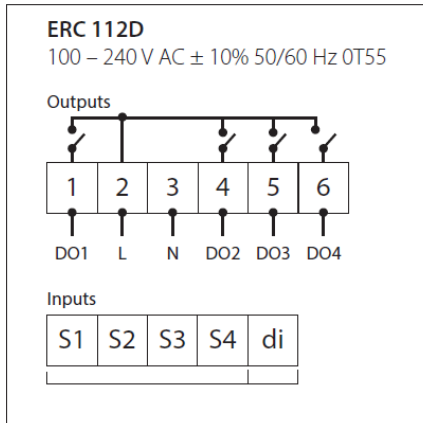 ERC 112D
100 – 240 V AC ± 10% 50/60 Hz 0T55
Outputs
1 2 3 4 5 6
DO1 L N DO2 DO3 DO4
Inputs
S1 S2 S3 S4 di